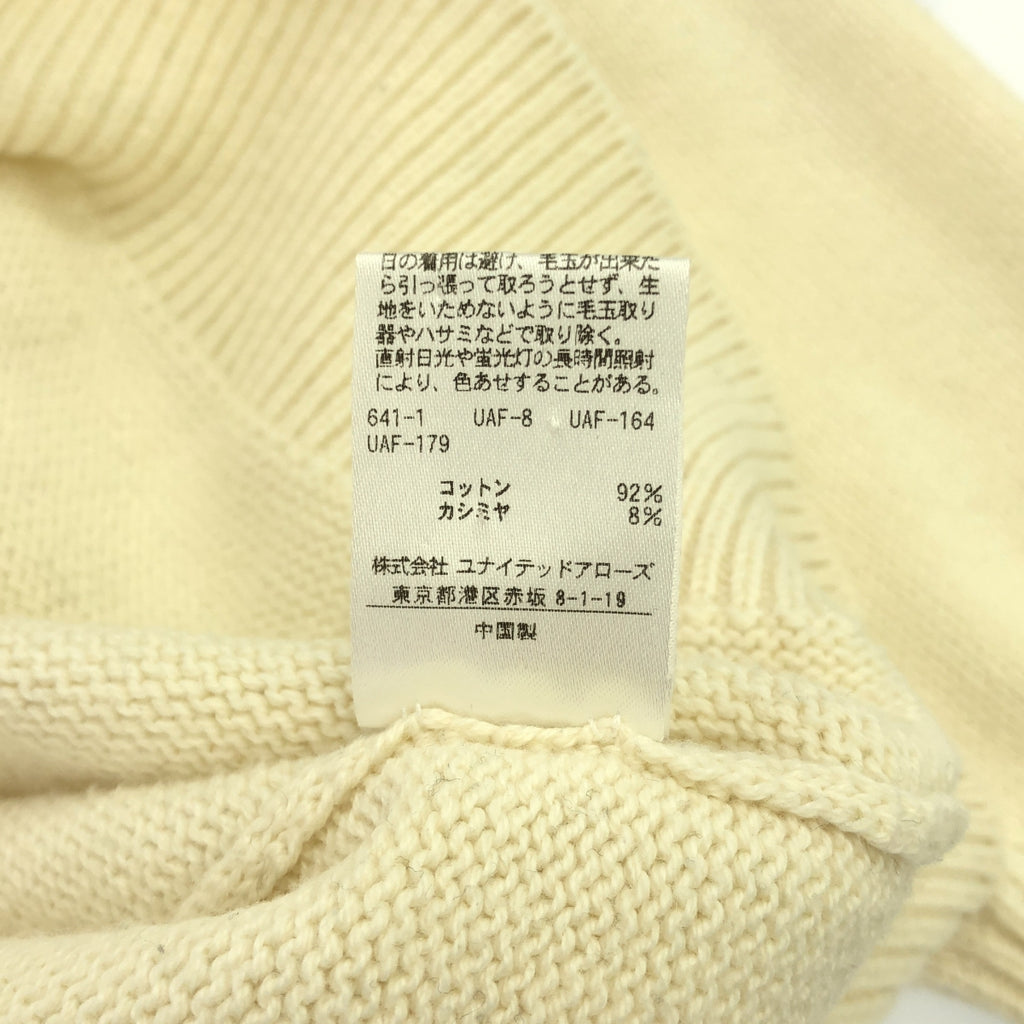 日の着用は避け、毛玉が出来た
ら引っ張って取ろうとせず、生
地をいためないように毛玉取り
器やハサミなどで取り除く。
直射日光や蛍光灯の長時間照射
により、色あせすることがある。
641-1 UAF-8 UAF-164
UAF-179
コットン 92%
カシミヤ 8%
株式会社 ユナイテッドアローズ
東京都港区赤坂 8-1-19
中国製